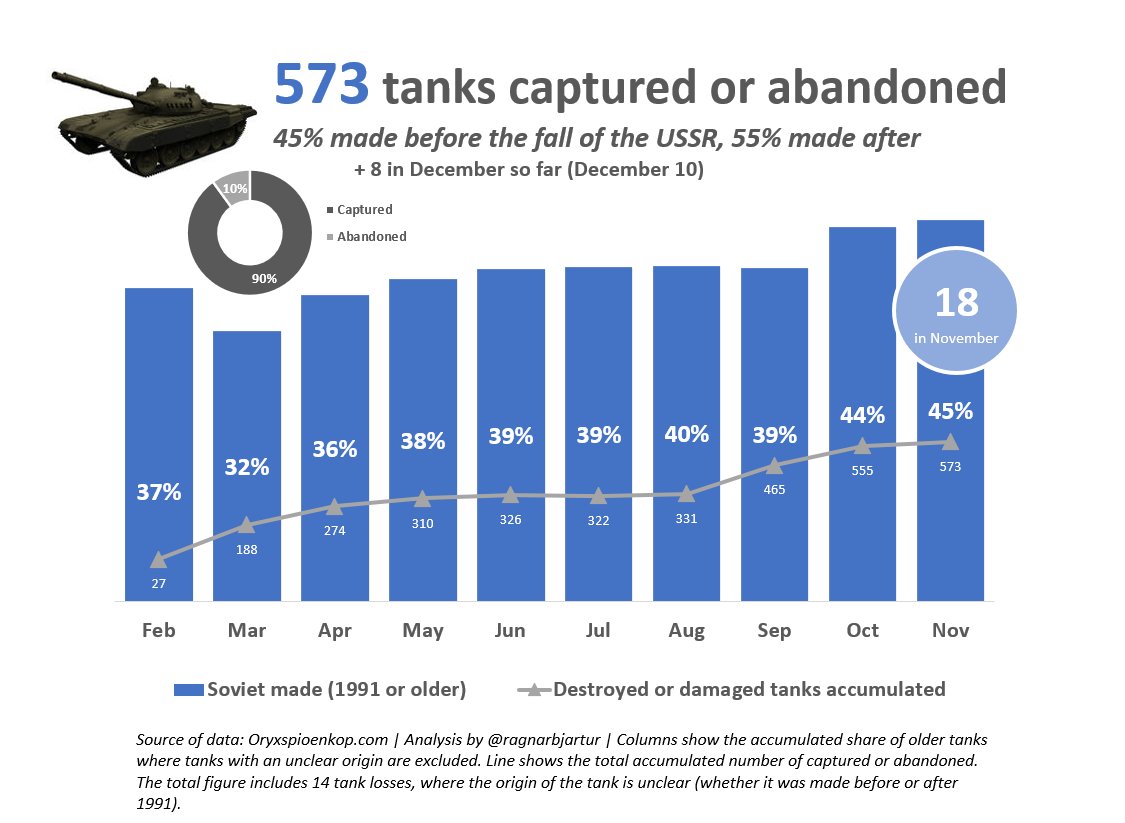 573 tanks captured or abandoned
45% made before the fall of the USSR, 55% made after
+ 8 in December so far (December 10)
10%
90%
Captured
Abandoned
18
in November
37%
32%
36%
38%
39%
39%
40%
39%
44%
45%
27
188
274
310
326
322
331
465
555
573
Feb
Mar
Apr
May
Jun
Jul
Aug
Sep
Oct
Nov
Soviet made (1991 or older)
Destroyed or damaged tanks accumulated
Source of data: Oryxspioenkop.com | Analysis by @ragnarbjartur | Columns show the accumulated share of older tanks
where tanks with an unclear origin are excluded. Line shows the total accumulated number of captured or abandoned.
The total figure includes 14 tank losses, where the origin of the tank is unclear (whether it was made before or after
1991).